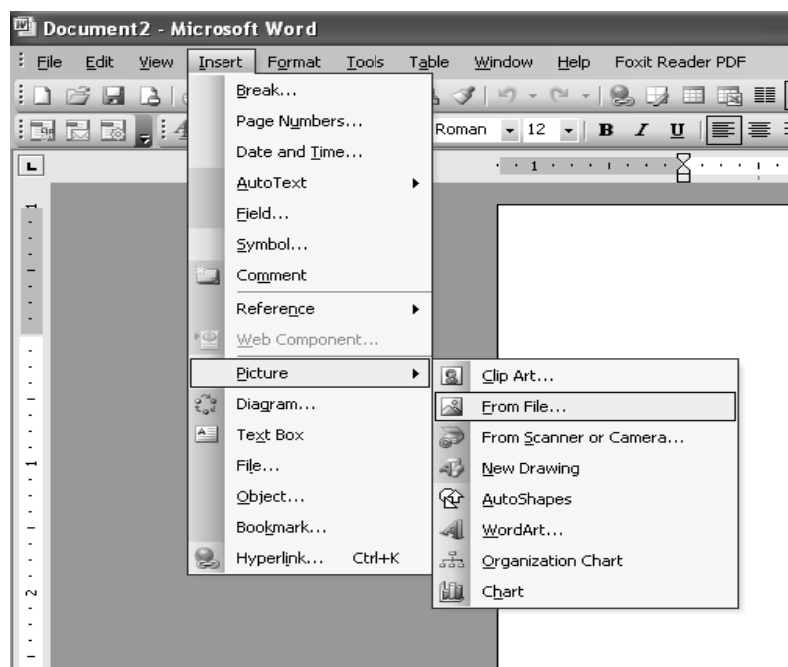 Document2 - Microsoft Word
File Edit View Insert Format Tools Table Window Help Foxit Reader PDF
Break...
Page Numbers...
Roman 12 B I U
Date and Time...
1
AutoText
Field...
Symbol...
Comment
Reference
Web Component...
Picture
Clip Art...
Diagram...
From File...
Text Box
From Scanner or Camera...
File...
New Drawing
Object...
AutoShapes
Bookmark...
WordArt...
Hyperlink... Ctrl+K
Organization Chart
Chart
1
1
2